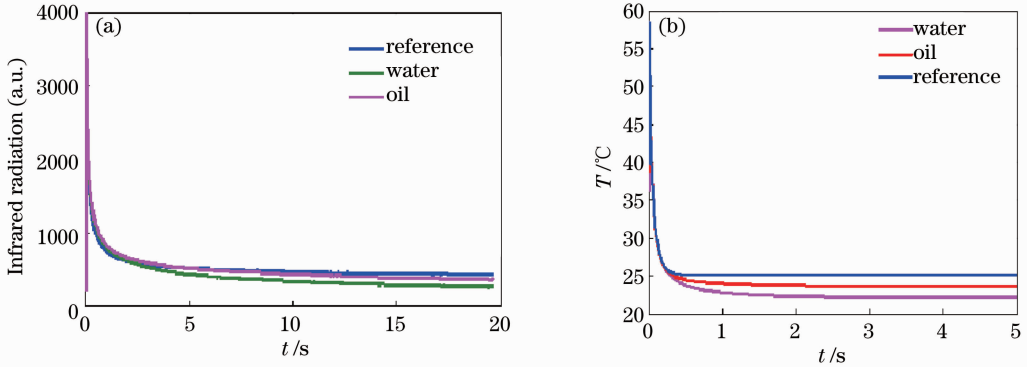 (a)
reference
water
oil
Infrared radiation (a.u.)
4000
3000
2000
1000
0
0
5
10
15
20
t/s
(b)
water
oil
reference
T/℃
60
55
50
45
40
35
30
25
20
0
1
2
3
4
5
t/s